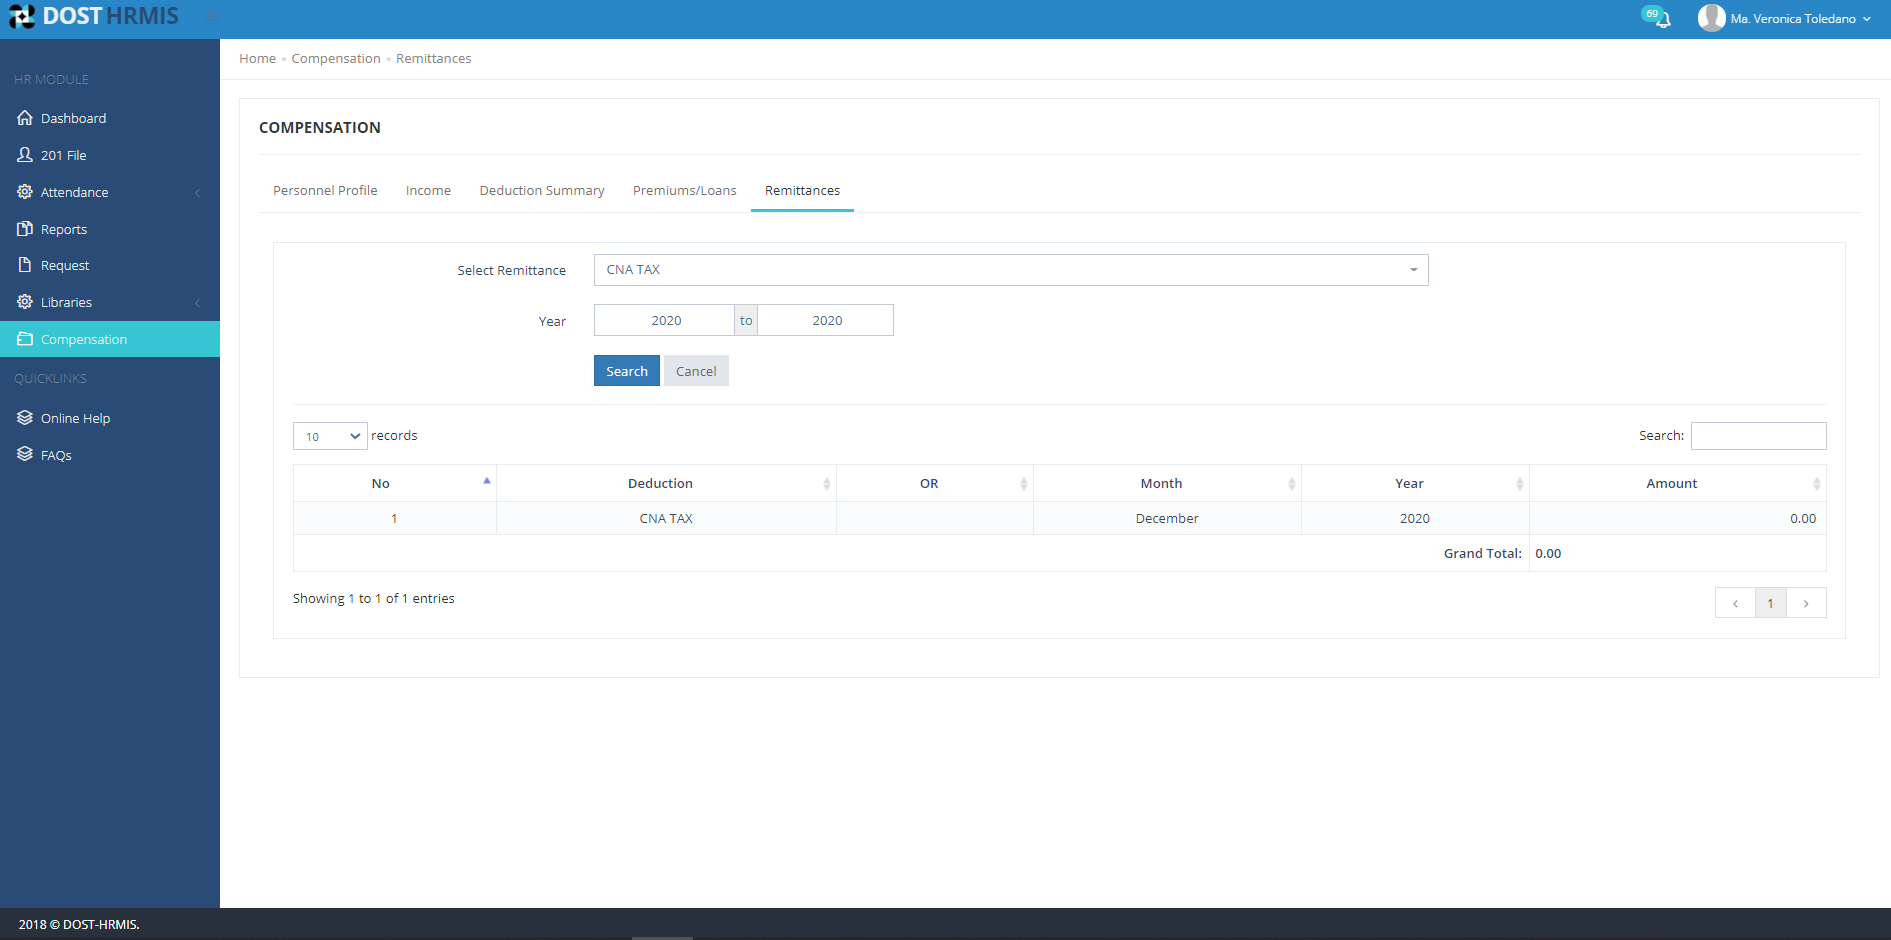 DOST HRMIS
69
Ma. Veronica Toledano
HR MODULE
Dashboard
201 File
Attendance
Reports
Request
Libraries
Compensation
QUICKLINKS
Online Help
FAQs
Home Compensation Remittances
COMPENSATION
Personnel Profile Income Deduction Summary Premiums/Loans Remittances
Select Remittance CNA TAX
Year 2020 to 2020
Search Cancel
10 records Search:
No Deduction OR Month Year Amount
1 CNA TAX December 2020 0.00
Grand Total: 0.00
Showing 1 to 1 of 1 entries
1
2018 © DOST-HRMIS.